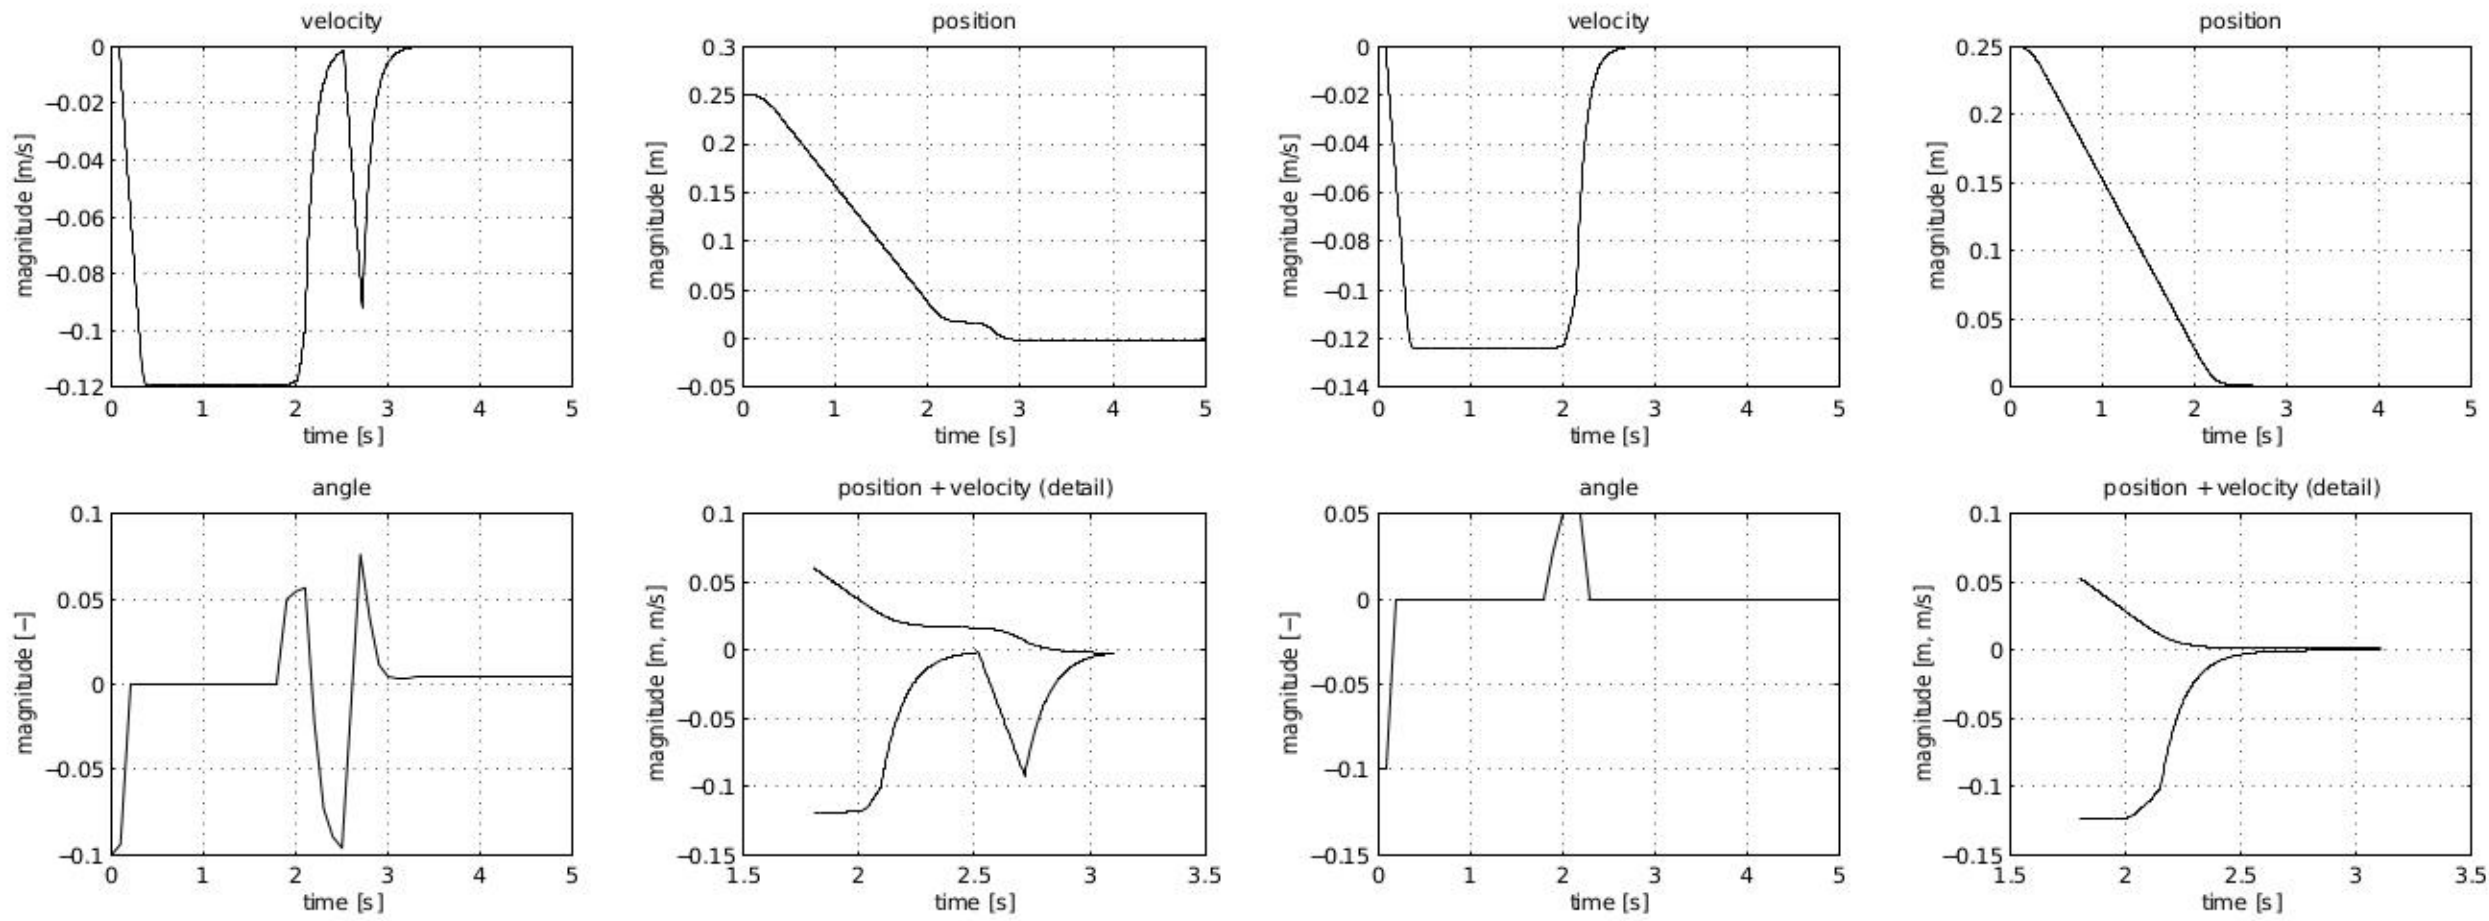 velocity
0
−0.02
−0.04
−0.06
−0.08
−0.1
−0.12
magnitude [m/s]
0 1 2 3 4 5
time [s]
position
0.3
0.25
0.2
0.15
0.1
0.05
0
−0.05
magnitude [m]
0 1 2 3 4 5
time [s]
velocity
0
−0.02
−0.04
−0.06
−0.08
−0.1
−0.12
−0.14
magnitude [m/s]
0 1 2 3 4 5
time [s]
position
0.25
0.2
0.15
0.1
0.05
0
magnitude [m]
0 1 2 3 4 5
time [s]
angle
0.1
0.05
0
−0.05
−0.1
magnitude [−]
0 1 2 3 4 5
time [s]
position + velocity (detail)
0.1
0.05
0
−0.05
−0.1
−0.15
magnitude [m, m/s]
1.5 2 2.5 3 3.5
time [s]
angle
0.05
0
−0.05
−0.1
−0.15
magnitude [−]
0 1 2 3 4 5
time [s]
position + velocity (detail)
0.1
0.05
0
−0.05
−0.1
−0.15
magnitude [m, m/s]
1.5 2 2.5 3 3.5
time [s]